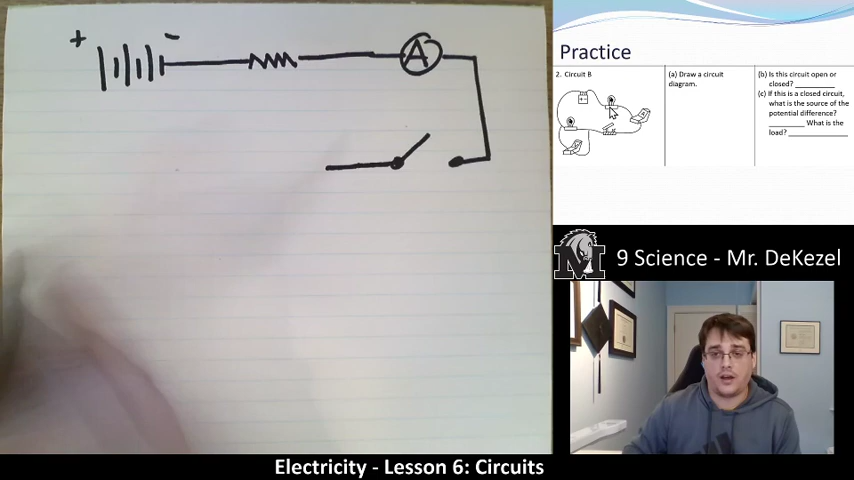 +
-
A
Practice
2. Circuit B
(a) Draw a circuit
diagram.
(b) Is this circuit open or
closed? ________
(c) If this is a closed circuit,
what is the source of the
potential difference?
________ What is the
load? ________
M
9 Science - Mr. DeKezel
Electricity - Lesson 6: Circuits